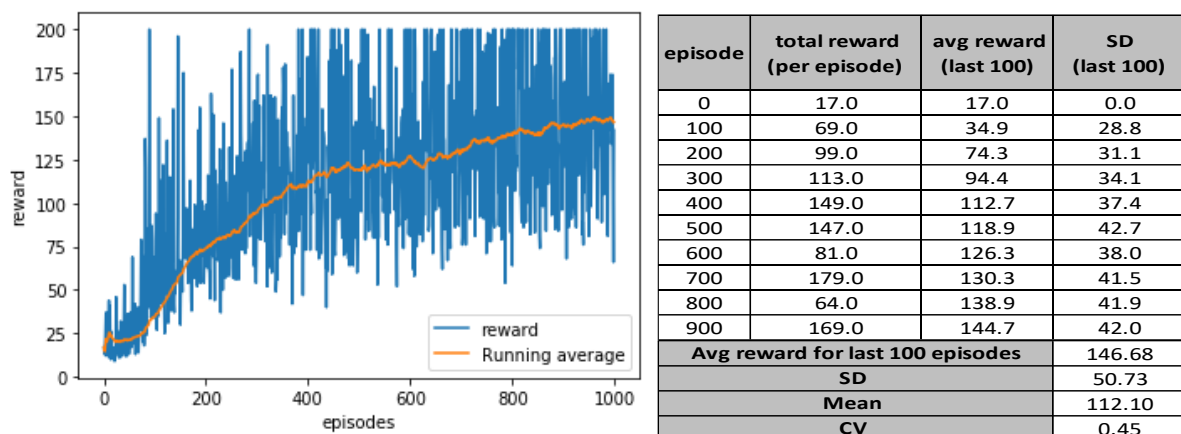 200
175
150
125
100
75
50
25
0
reward
0 200 400 600 800 1000
episodes
reward
Running average
episode total reward (per episode) avg reward (last 100) SD (last 100)
0 17.0 17.0 0.0
100 69.0 34.9 28.8
200 99.0 74.3 31.1
300 113.0 94.4 34.1
400 149.0 112.7 37.4
500 147.0 118.9 42.7
600 81.0 126.3 38.0
700 179.0 130.3 41.5
800 64.0 138.9 41.9
900 169.0 144.7 42.0
Avg reward for last 100 episodes 146.68
SD 50.73
Mean 112.10
CV 0.45